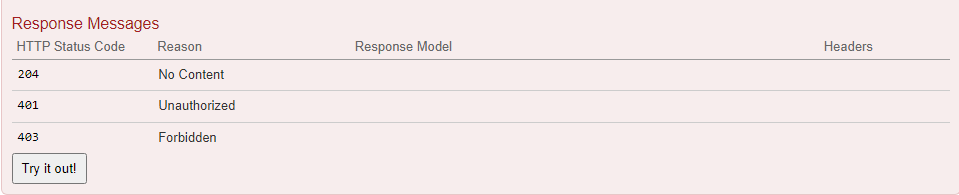 Response Messages
HTTP Status Code Reason Response Model Headers
204 No Content
401 Unauthorized
403 Forbidden
Try it out!